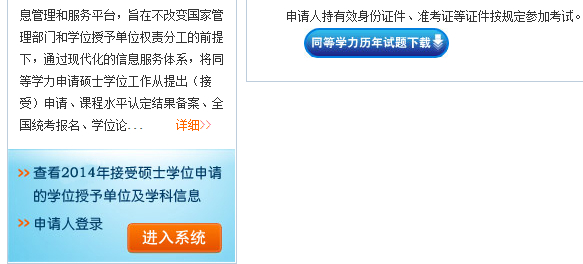 息管理和服务平台，旨在不改变国家管
理部门和学位授予单位权责分工的前提
下，通过现代化的信息服务体系，将同
等学力申请硕士学位工作从提出（接
受）申请、课程水平认定结果备案、全
国统考报名、学位论... 详细>>
>> 查看2014年接受硕士学位申请
的学位授予单位及学科信息
>> 申请人登录
进入系统
申请人持有效身份证件、准考证等证件按规定参加考试。
同等学力历年试题下载